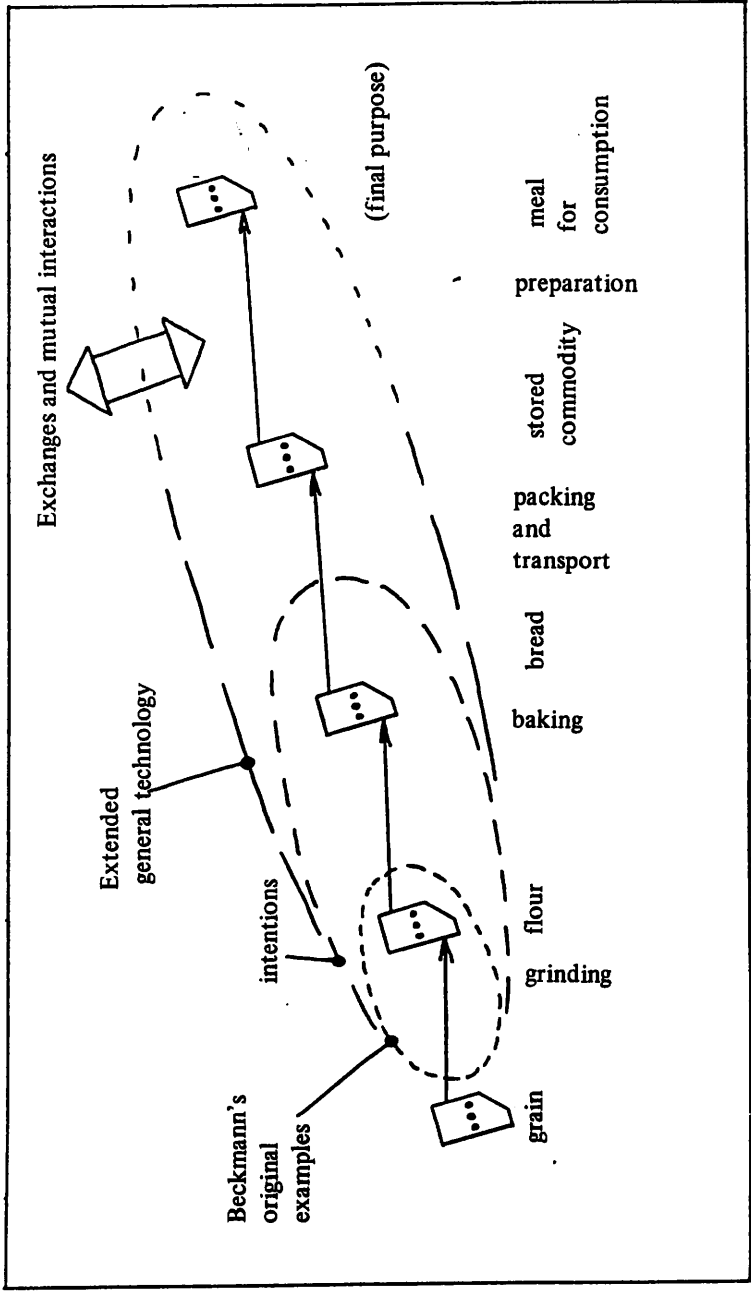 Exchanges and mutual interactions
Extended
general technology
intentions
Beckmann's
original
examples
(final purpose)
grain
grinding
flour
baking
bread
packing
and
transport
stored
commodity
preparation
meal
for
consumption